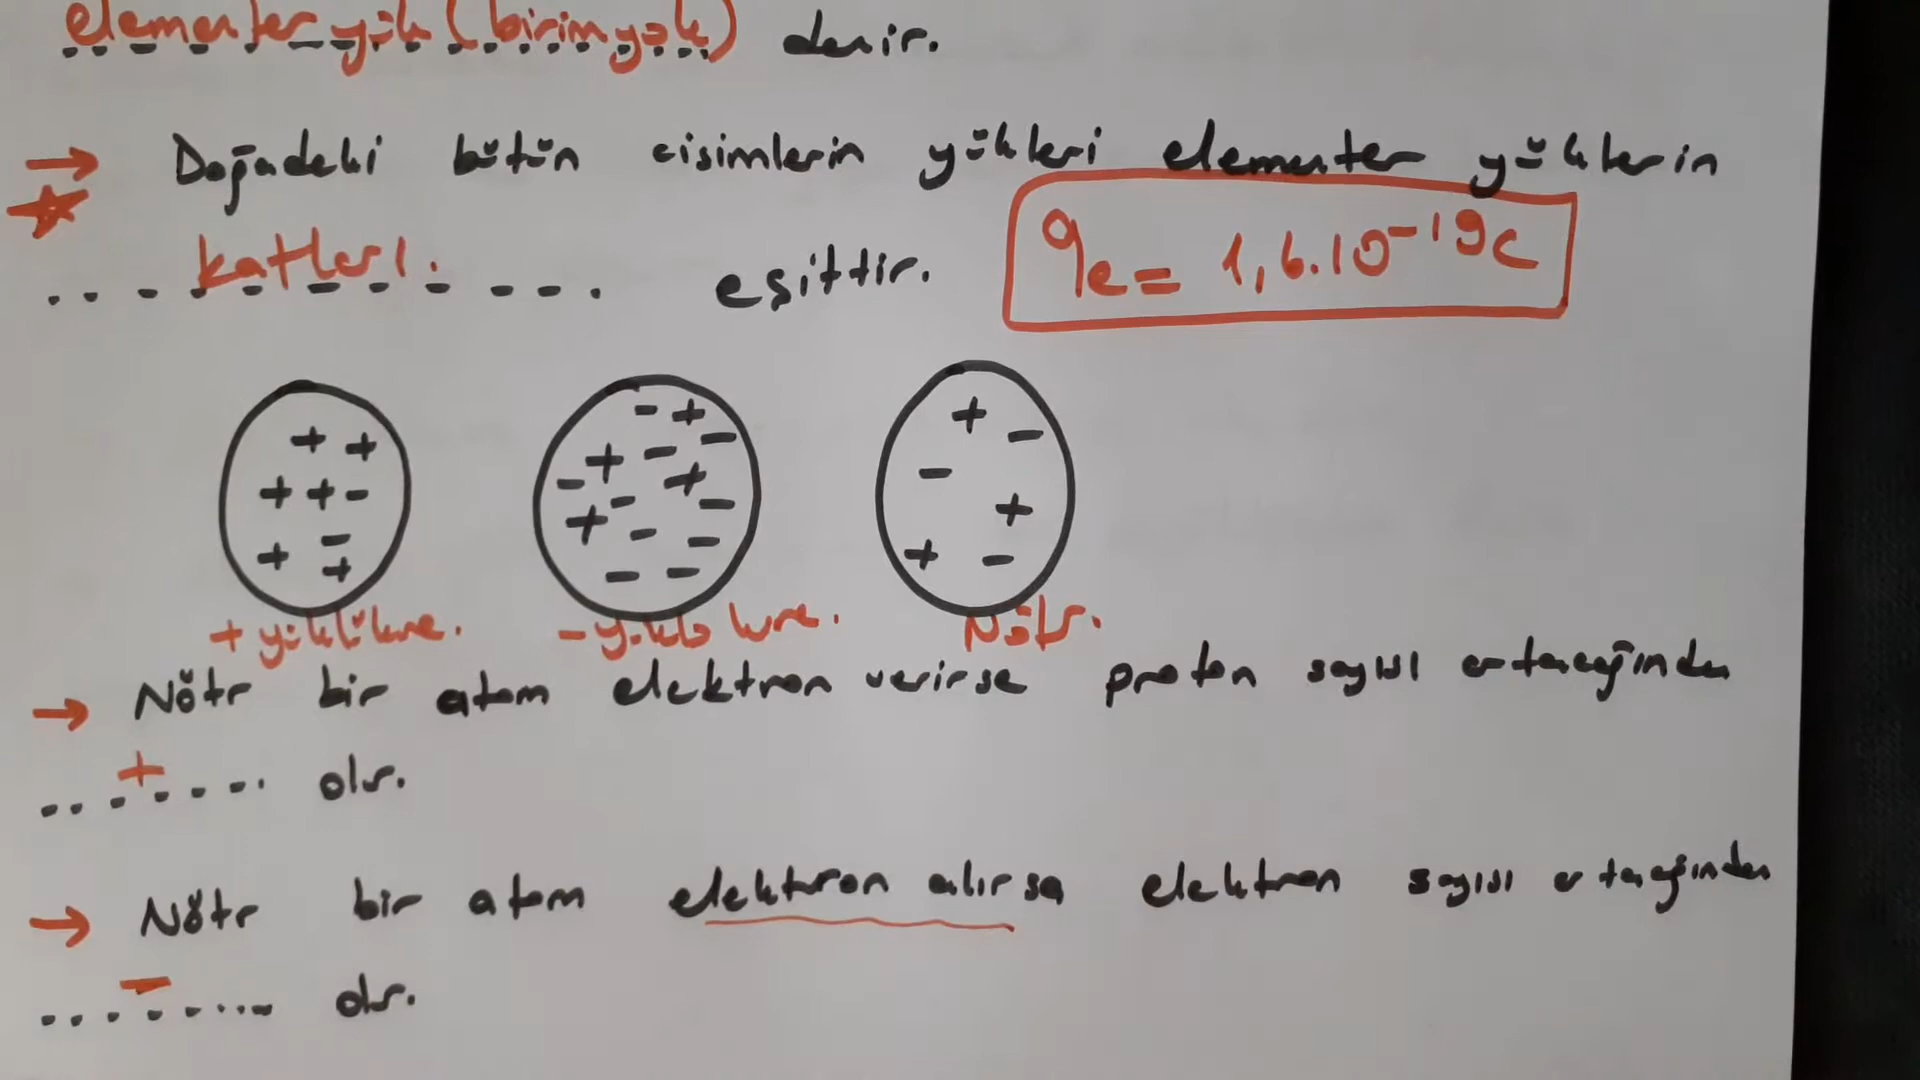 elementer yük (birim yük) denir.
→ Doğadaki bütün cisimlerin yükleri elementer yüklerin
katları. eşittir.
qe = 1,6.10⁻¹⁹C
+ +
+ + -
+ -
+
- +
+ - -
- - + -
+ - -
- -
+ -
-
+
+ -
+ yüklü küre. - yüklü küre. Nötr.
→ Nötr bir atom elektron verirse proton sayısı artacağından
+ olur.
→ Nötr bir atom elektron alırsa elektron sayısı artacağından
- olur.